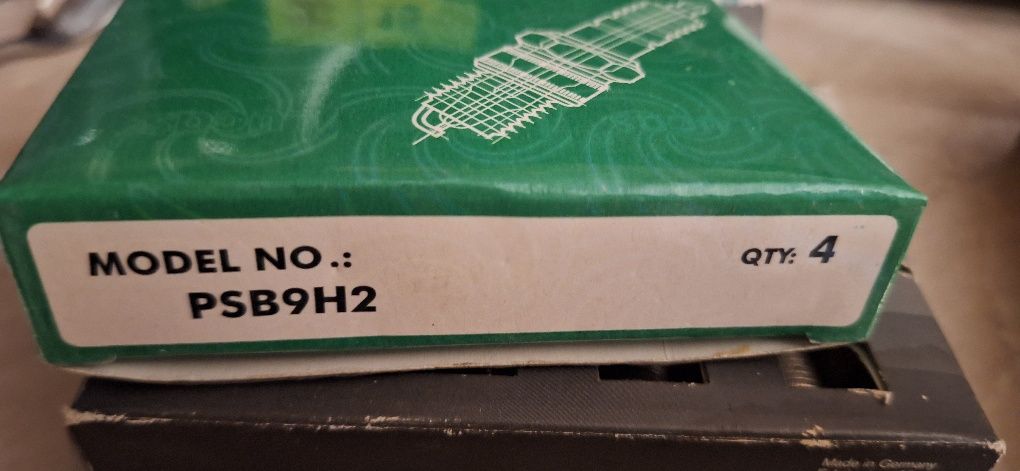 MODEL NO.:
QTY: 4
PSB9H2
Made in Germany